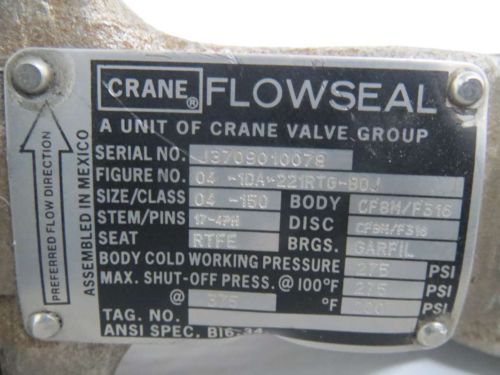 CRANE® FLOWSEAL
A UNIT OF CRANE VALVE GROUP
SERIAL NO. J3709010078
FIGURE NO. 04 -1DA-221RTG-BDJ
SIZE/CLASS 04 -150 BODY CF8M/F316
STEM/PINS 17-4PH DISC CF8M/F316
SEAT RTFE BRGS. GARFIL
BODY COLD WORKING PRESSURE 275 PSI
MAX. SHUT-OFF PRESS. @ 100°F 275 PSI
@ 375 °F PSI
TAG. NO.
ANSI SPEC. B16-34
PREFERRED FLOW DIRECTION
ASSEMBLED IN MEXICO